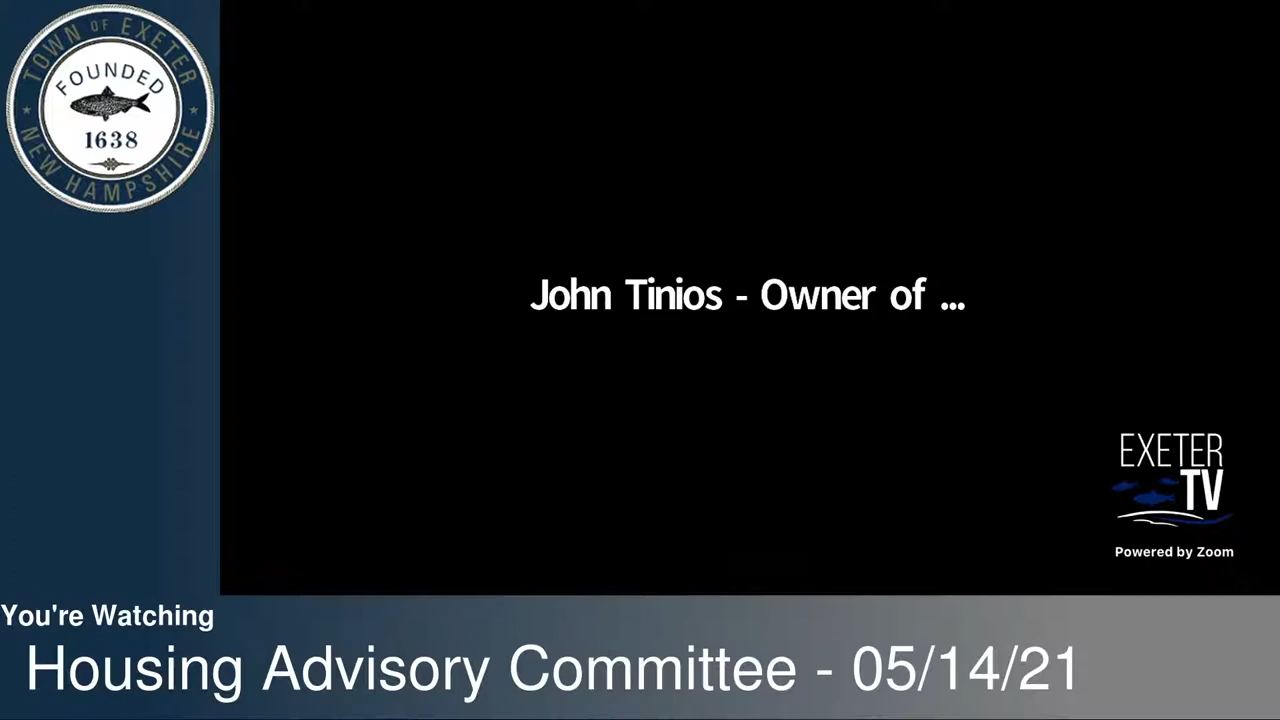 TOWN OF EXETER
FOUNDED
1638
NEW HAMPSHIRE
John Tinios - Owner of ...
EXETER
TV
Powered by Zoom
You're Watching
Housing Advisory Committee - 05/14/21